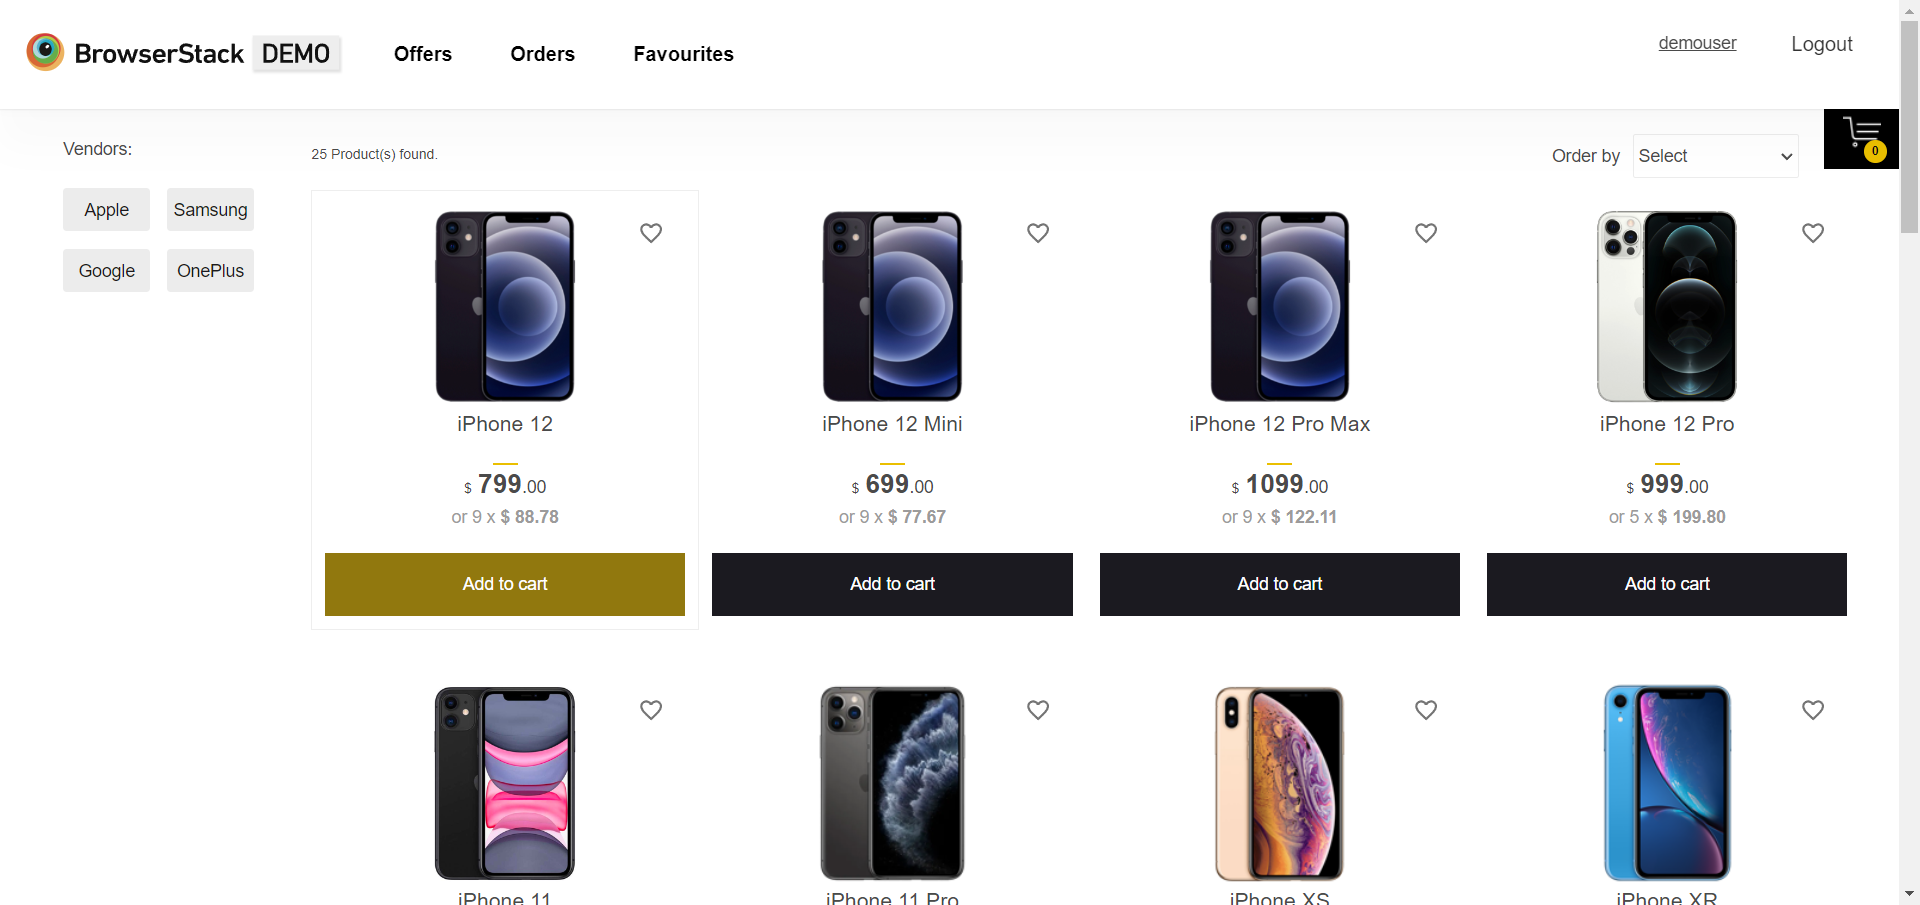 BrowserStack DEMO
Offers
Orders
Favourites
demouser
Logout
0
Vendors:
Apple
Samsung
Google
OnePlus
25 Product(s) found.
Order by
Select
iPhone 12
$ 799.00
or 9 x $ 88.78
Add to cart
iPhone 12 Mini
$ 699.00
or 9 x $ 77.67
Add to cart
iPhone 12 Pro Max
$ 1099.00
or 9 x $ 122.11
Add to cart
iPhone 12 Pro
$ 999.00
or 5 x $ 199.80
Add to cart
iPhone 11
iPhone 11 Pro
iPhone XS
iPhone XR